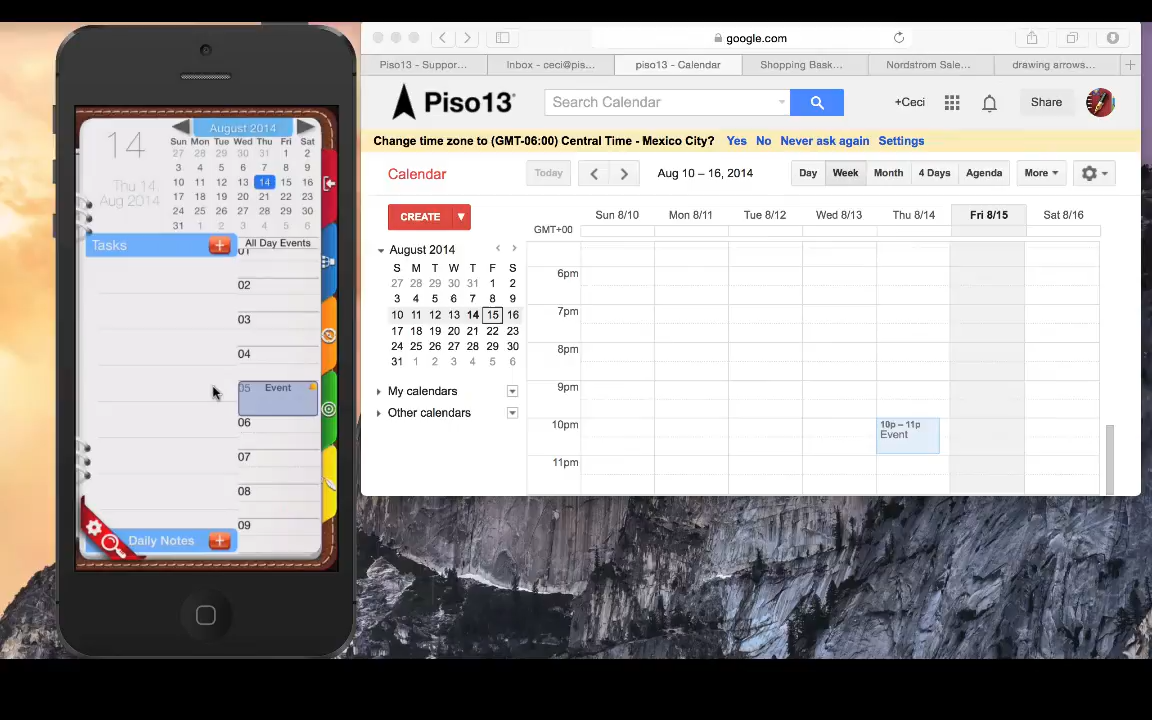 14
Thu 14
Aug 2014
August 2014
Sun Mon Tue Wed Thu Fri Sat
27 28 29 30 31 1 2
3 4 5 6 7 8 9
10 11 12 13 14 15 16
17 18 19 20 21 22 23
24 25 26 27 28 29 30
31 1 2 3 4 5 6
Tasks
All Day Events
01
02
03
04
05 Event
06
07
08
09
Daily Notes
google.com
Piso13 - Suppor...
Inbox - ceci@pis...
piso13 - Calendar
Shopping Bask...
Nordstrom Sale...
drawing arrows...
Piso13
Search Calendar
+Ceci
Share
Change time zone to (GMT-06:00) Central Time - Mexico City? Yes No Never ask again Settings
Calendar
Today
Aug 10 – 16, 2014
Day Week Month 4 Days Agenda More
CREATE
August 2014
S M T W T F S
27 28 29 30 31 1 2
3 4 5 6 7 8 9
10 11 12 13 14 15 16
17 18 19 20 21 22 23
24 25 26 27 28 29 30
31 1 2 3 4 5 6
My calendars
Other calendars
Sun 8/10 Mon 8/11 Tue 8/12 Wed 8/13 Thu 8/14 Fri 8/15 Sat 8/16
GMT+00
6pm
7pm
8pm
9pm
10pm
11pm
10p – 11p
Event